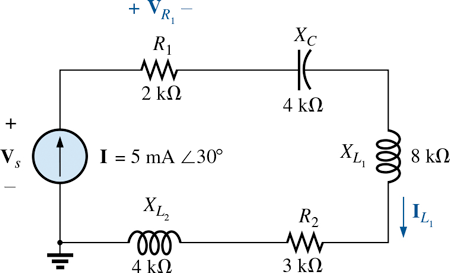 + V_R₁ −
R₁
X_C
2 kΩ
4 kΩ
+
V_s
−
I = 5 mA ∠30°
X_L₁
8 kΩ
I_L₁
X_L₂
R₂
4 kΩ
3 kΩ